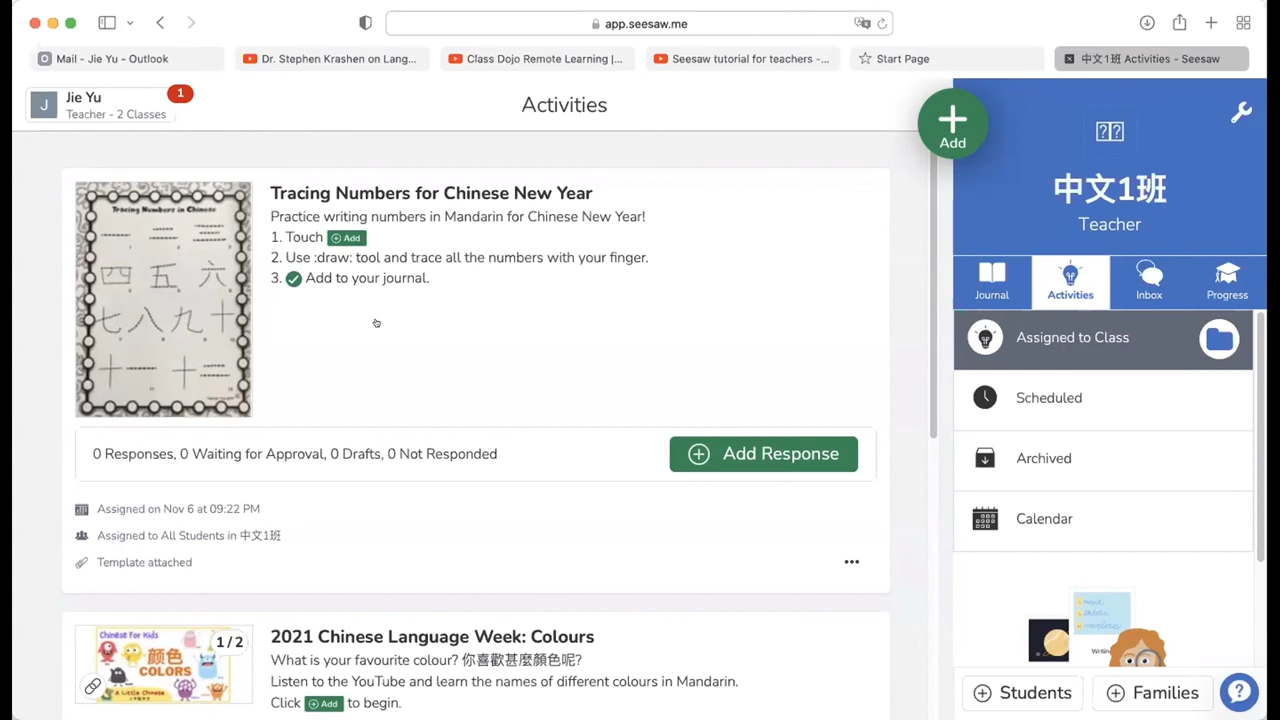 app.seesaw.me
Mail - Jie Yu - Outlook
Dr. Stephen Krashen on Lang...
Class Dojo Remote Learning |...
Seesaw tutorial for teachers -...
Start Page
中文1班 Activities - Seesaw
J
Jie Yu
Teacher - 2 Classes
1
Activities
Add
中文1班
Teacher
Journal
Activities
Inbox
Progress
Assigned to Class
Scheduled
Archived
Calendar
Students
Families
Tracing Numbers for Chinese New Year
Practice writing numbers in Mandarin for Chinese New Year!
1. Touch Add
2. Use :draw: tool and trace all the numbers with your finger.
3. Add to your journal.
Tracing Numbers in Chinese
四 五 六
七 八 九 十
十一 十二
0 Responses, 0 Waiting for Approval, 0 Drafts, 0 Not Responded
Add Response
Assigned on Nov 6 at 09:22 PM
Assigned to All Students in 中文1班
Template attached
2021 Chinese Language Week: Colours
What is your favourite colour? 你喜歡甚麼顏色呢?
Listen to the YouTube and learn the names of different colours in Mandarin.
Click Add to begin.
Chinese For Kids
1/2
颜色
COLORS
A Little Chinese